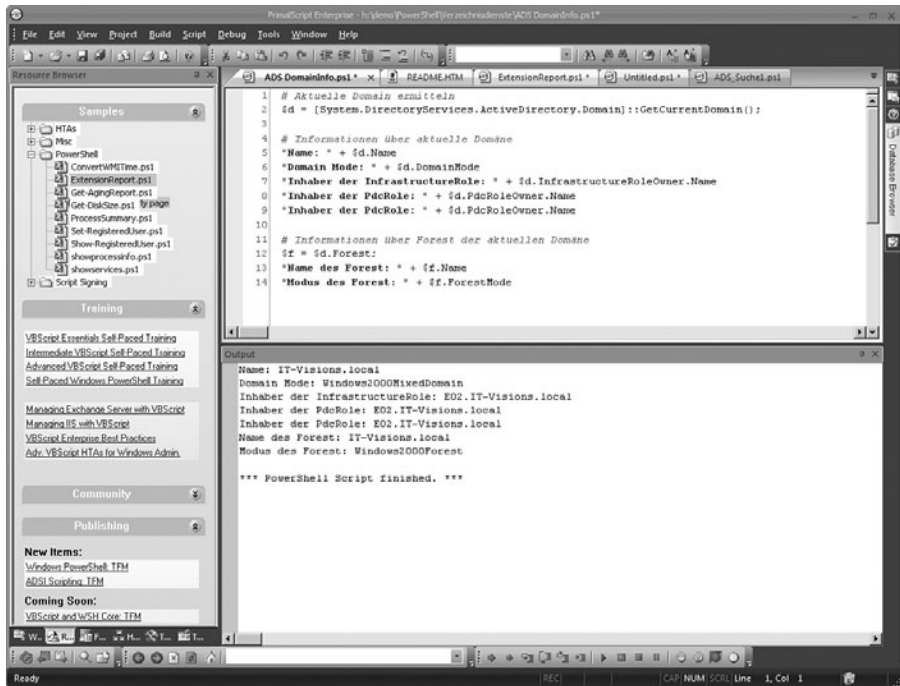 PrimalScript Enterprise - h:\demo\PowerShell\Verzeichnisdienste\ADS DomainInfo.ps1*
File Edit View Project Build Script Debug Tools Window Help
Resource Browser
Samples
HTAs
Misc
PowerShell
ConvertWMITime.ps1
ExtensionReport.ps1
Get-AgingReport.ps1
Get-DiskSize.ps1 ty page
ProcessSummary.ps1
Set-RegisteredUser.ps1
Show-RegisteredUser.ps1
showprocessinfo.ps1
showservices.ps1
Script Signing
Training
VBScript Essentials Self-Paced Training
Intermediate VBScript Self-Paced Training
Advanced VBScript Self-Paced Training
Self-Paced Windows PowerShell Training
Managing Exchange Server with VBScript
Managing IIS with VBScript
VBScript Enterprise Best Practices
Adv. VBScript HTAs for Windows Admin.
Community
Publishing
New Items:
Windows PowerShell: TFM
ADSI Scripting: TFM
Coming Soon:
VBScript and WSH Core: TFM
W... R... F... H... T... T...
ADS DomainInfo.ps1 * README.HTM ExtensionReport.ps1 * Untitled.ps1 * ADS_Suche1.ps1
1 # Aktuelle Domain ermitteln
2 $d = [System.DirectoryServices.ActiveDirectory.Domain]::GetCurrentDomain();
3
4 # Informationen über aktuelle Domäne
5 "Name: " + $d.Name
6 "Domain Mode: " + $d.DomainMode
7 "Inhaber der InfrastructureRole: " + $d.InfrastructureRoleOwner.Name
8 "Inhaber der PdcRole: " + $d.PdcRoleOwner.Name
9 "Inhaber der PdcRole: " + $d.PdcRoleOwner.Name
10
11 # Informationen über Forest der aktuellen Domäne
12 $f = $d.Forest;
13 "Name des Forest: " + $f.Name
14 "Modus des Forest: " + $f.ForestMode
Database Browser
Output
Name: IT-Visions.local
Domain Mode: Windows2000MixedDomain
Inhaber der InfrastructureRole: E02.IT-Visions.local
Inhaber der PdcRole: E02.IT-Visions.local
Inhaber der PdcRole: E02.IT-Visions.local
Name des Forest: IT-Visions.local
Modus des Forest: Windows2000Forest
*** PowerShell Script finished. ***
Ready REC CAP NUM SCRL Line 1, Col 1